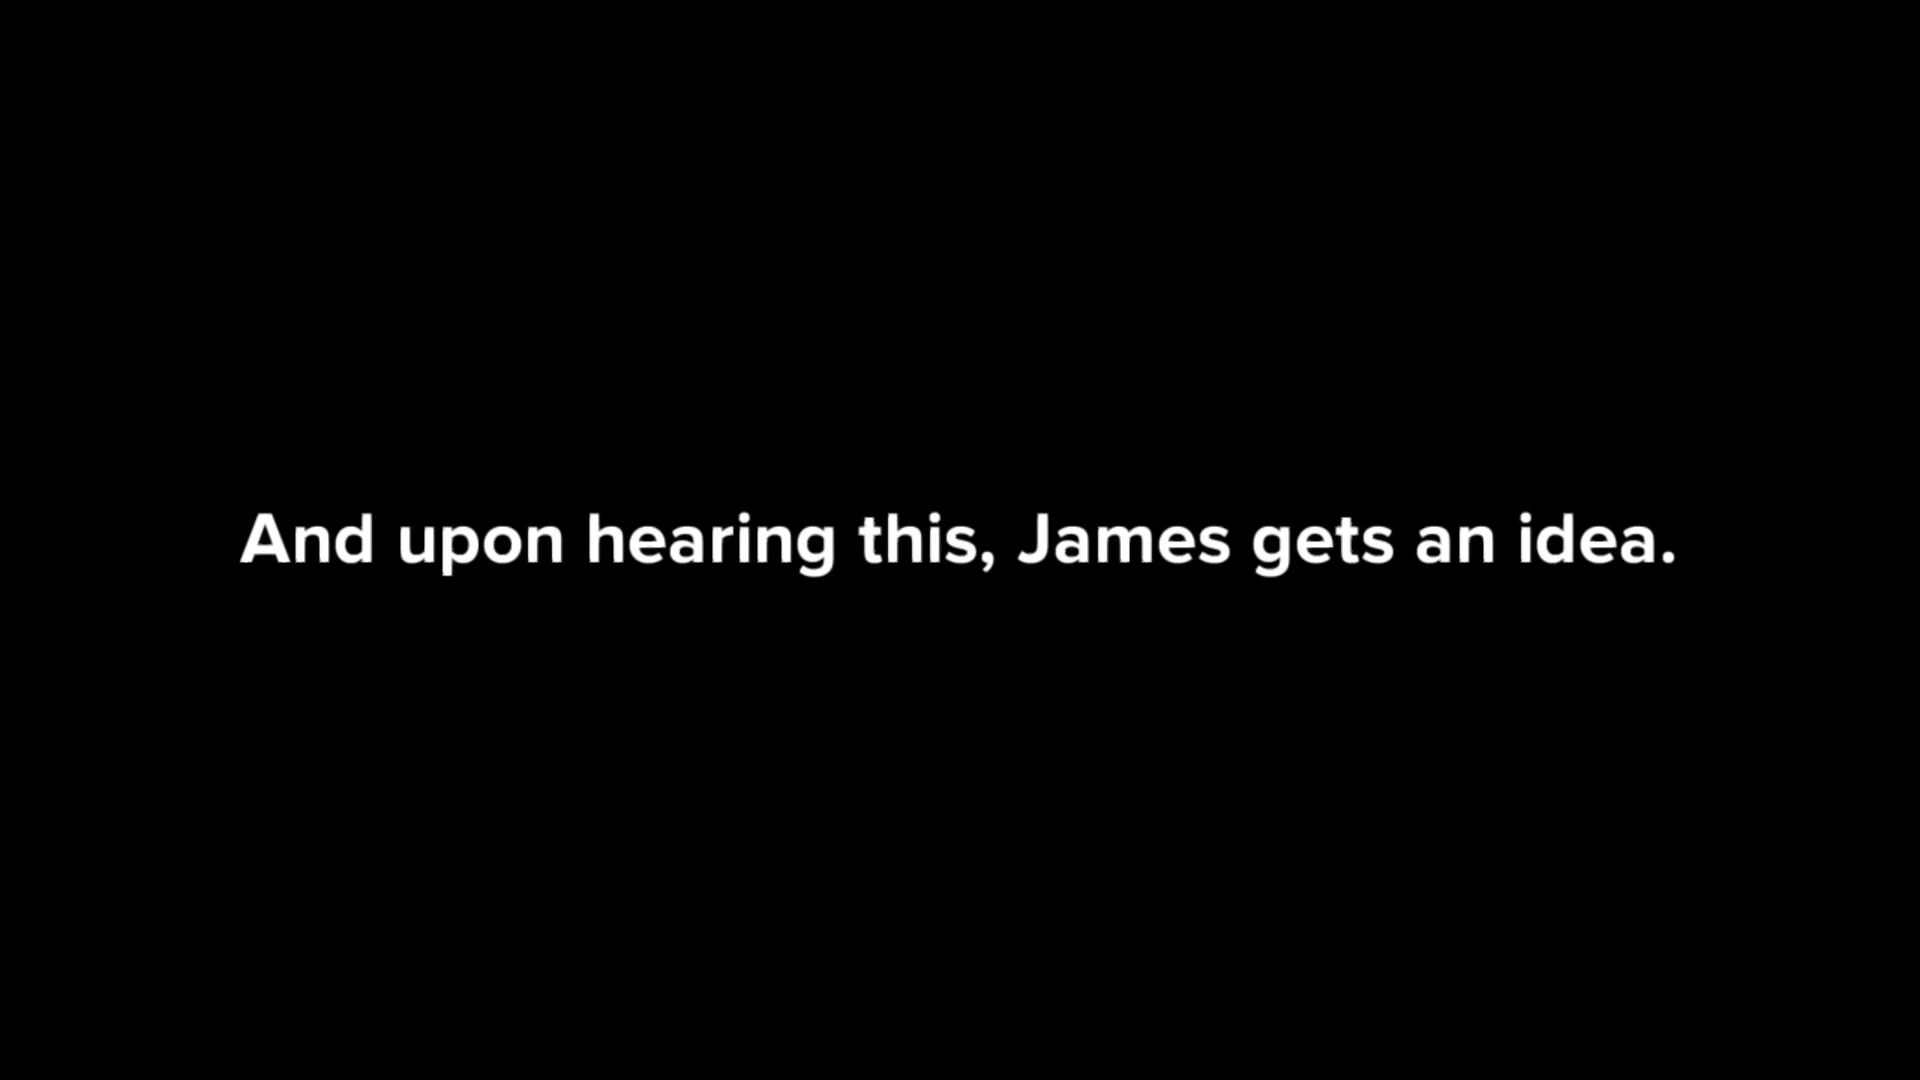 And upon hearing this, James gets an idea.